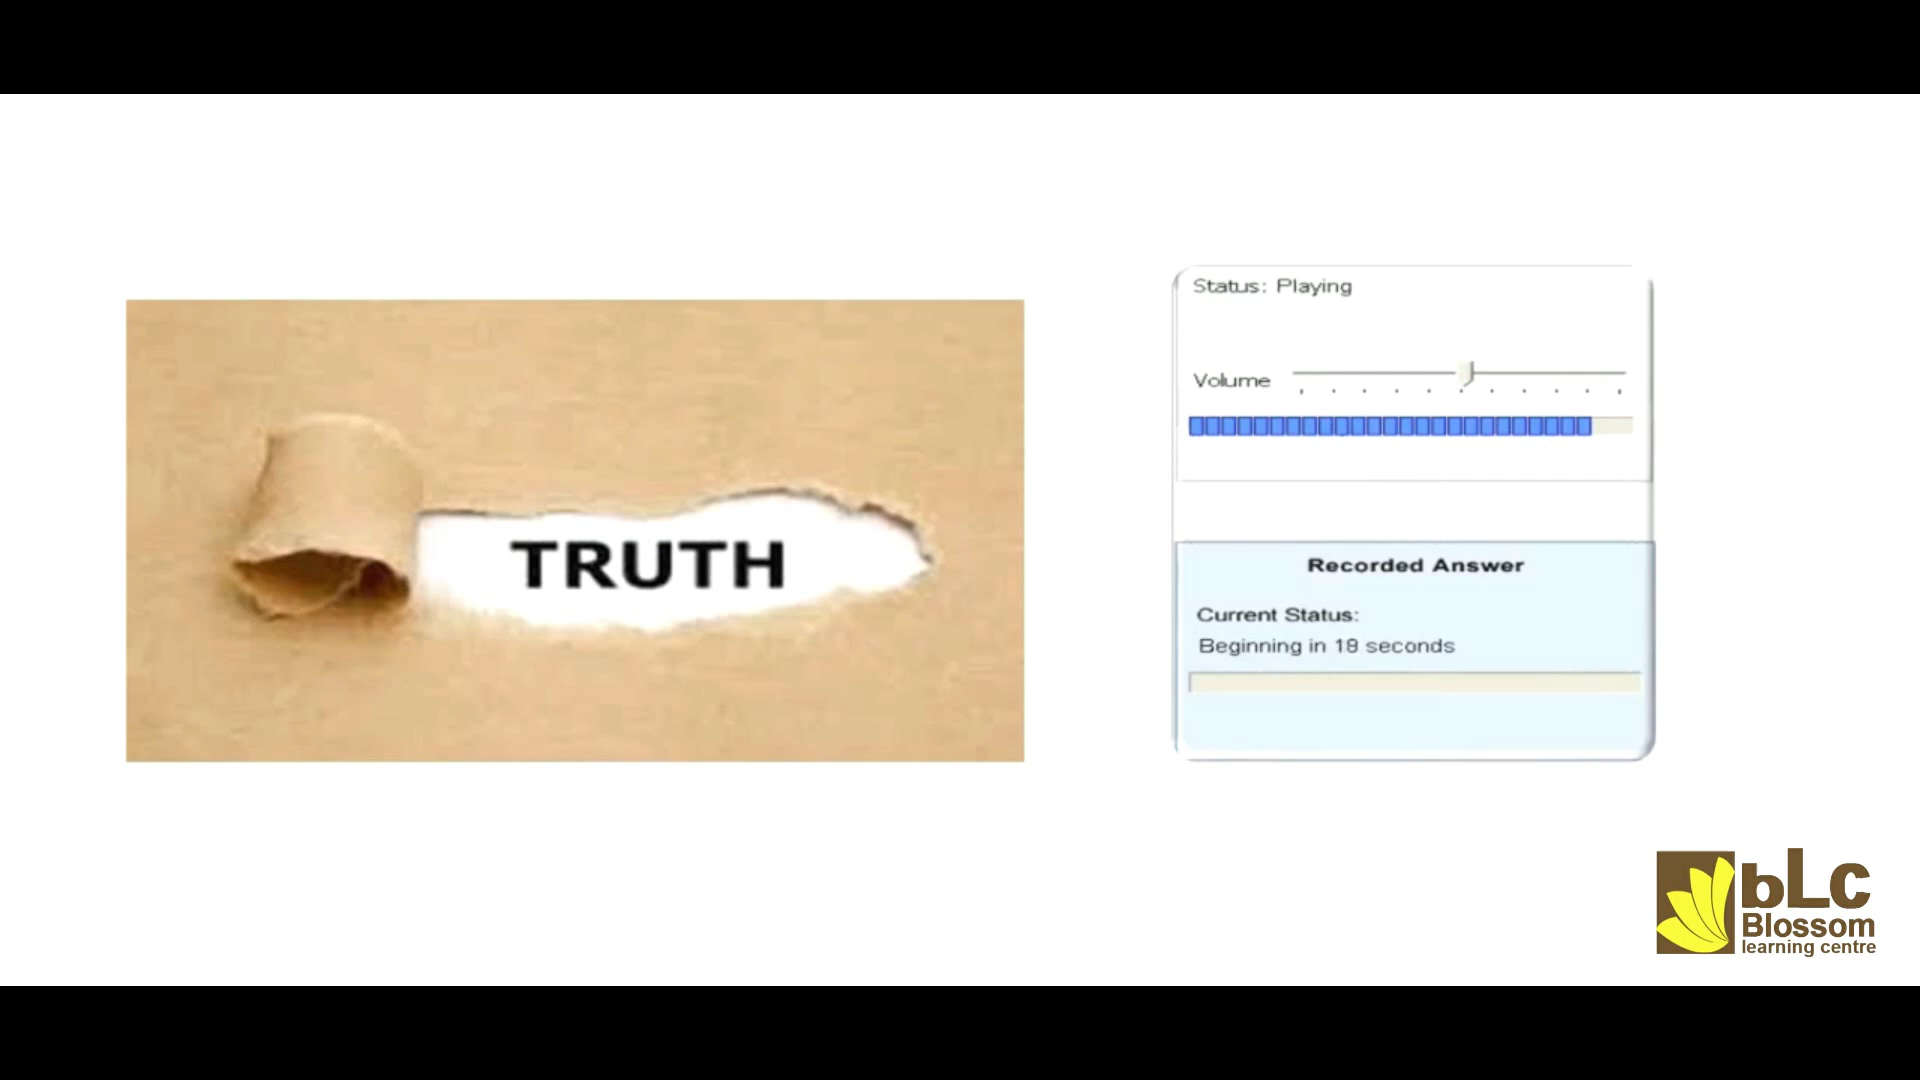 TRUTH
Status: Playing
Volume
Recorded Answer
Current Status:
Beginning in 18 seconds
bLc
Blossom
learning centre